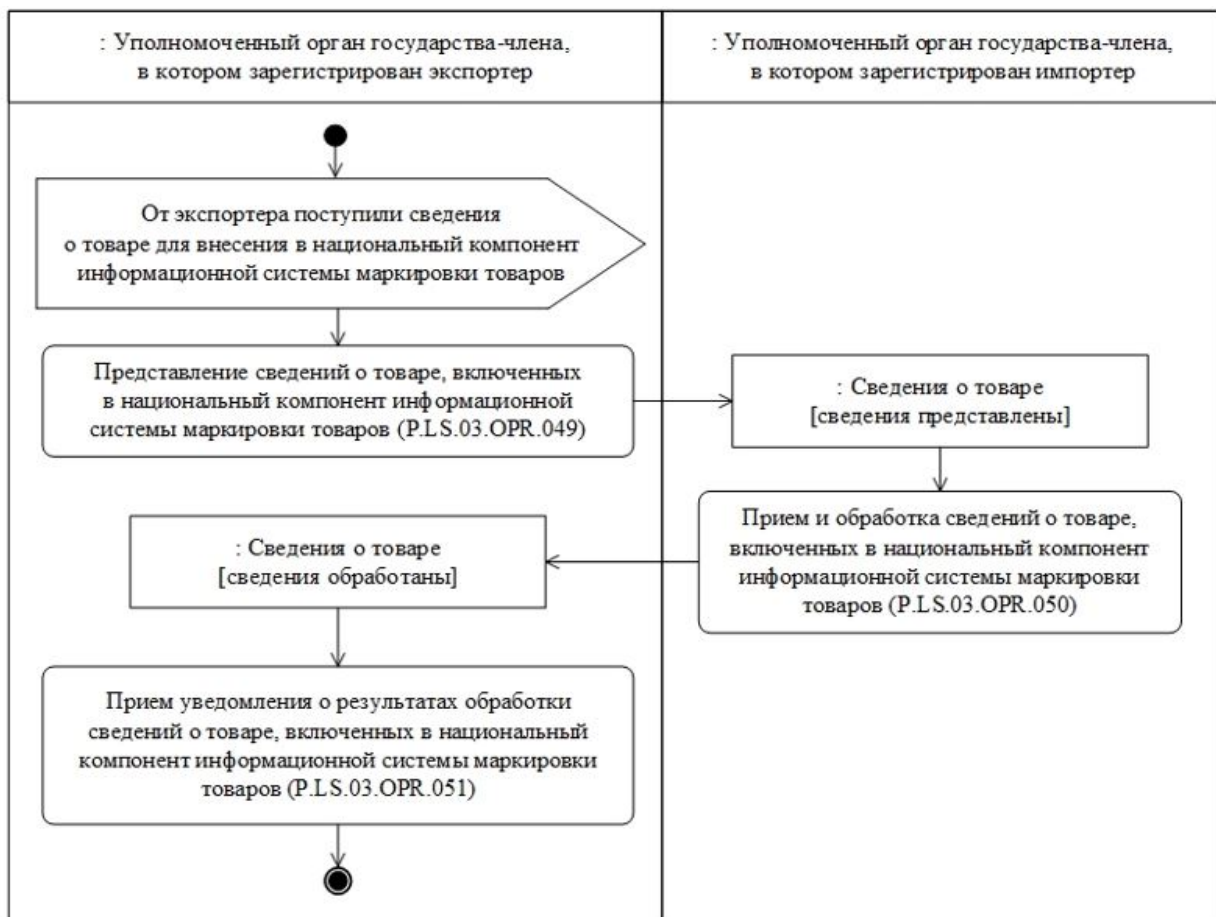 : Уполномоченный орган государства-члена,
в котором зарегистрирован экспортер
: Уполномоченный орган государства-члена,
в котором зарегистрирован импортер
От экспортера поступили сведения
о товаре для внесения в национальный компонент
информационной системы маркировки товаров
Представление сведений о товаре, включенных
в национальный компонент информационной
системы маркировки товаров (P.LS.03.OPR.049)
: Сведения о товаре
[сведения представлены]
Прием и обработка сведений о товаре,
включенных в национальный компонент
информационной системы маркировки
товаров (P.LS.03.OPR.050)
: Сведения о товаре
[сведения обработаны]
Прием уведомления о результатах обработки
сведений о товаре, включенных в национальный
компонент информационной системы маркировки
товаров (P.LS.03.OPR.051)